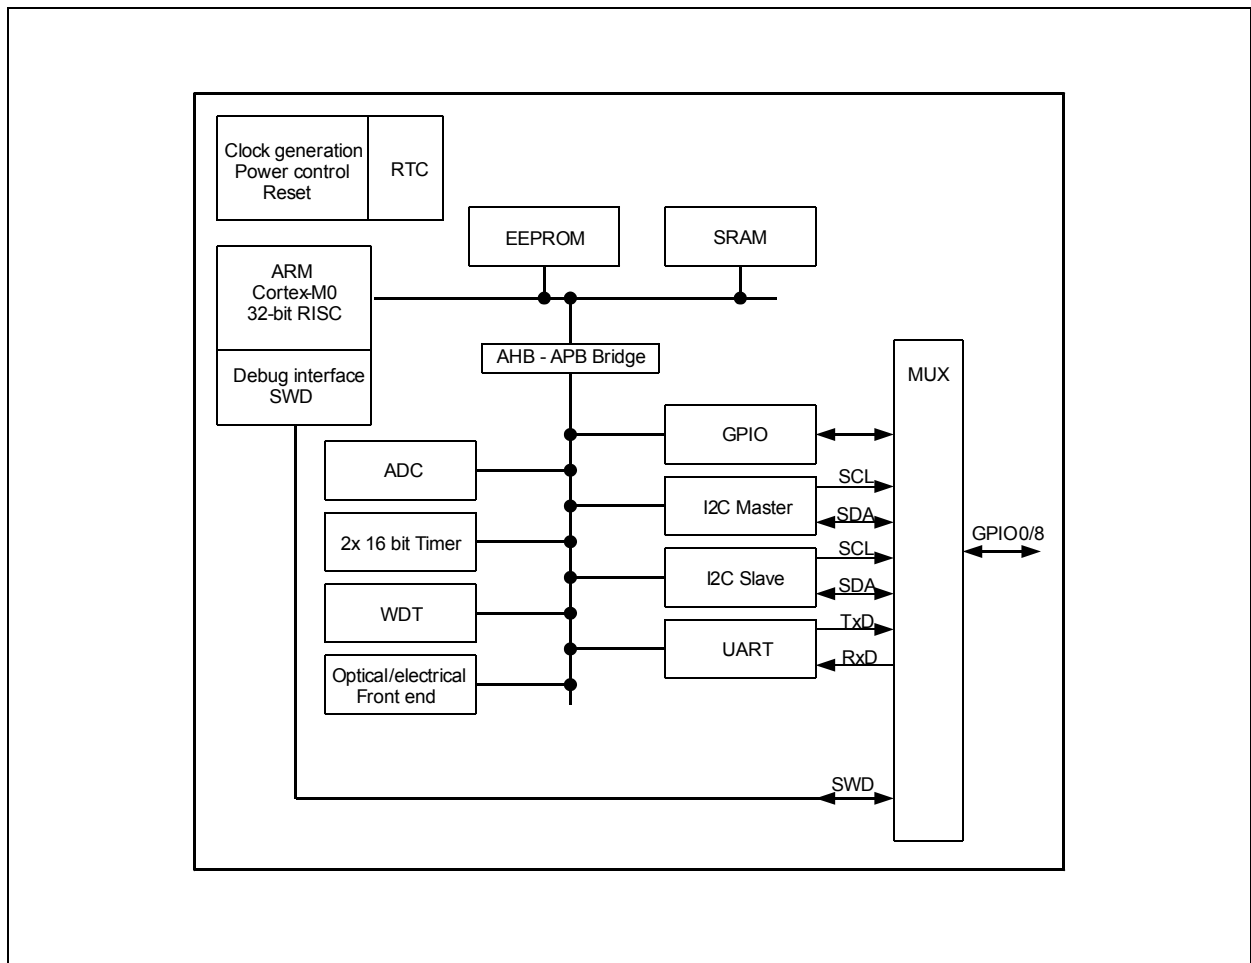 Clock generation
Power control
Reset
RTC
EEPROM
SRAM
ARM
Cortex-M0
32-bit RISC
AHB - APB Bridge
Debug interface
SWD
MUX
GPIO
ADC
SCL
I2C Master
SDA
2x 16 bit Timer
GPIO0/8
SCL
I2C Slave
SDA
WDT
TxD
UART
RxD
Optical/electrical
Front end
SWD